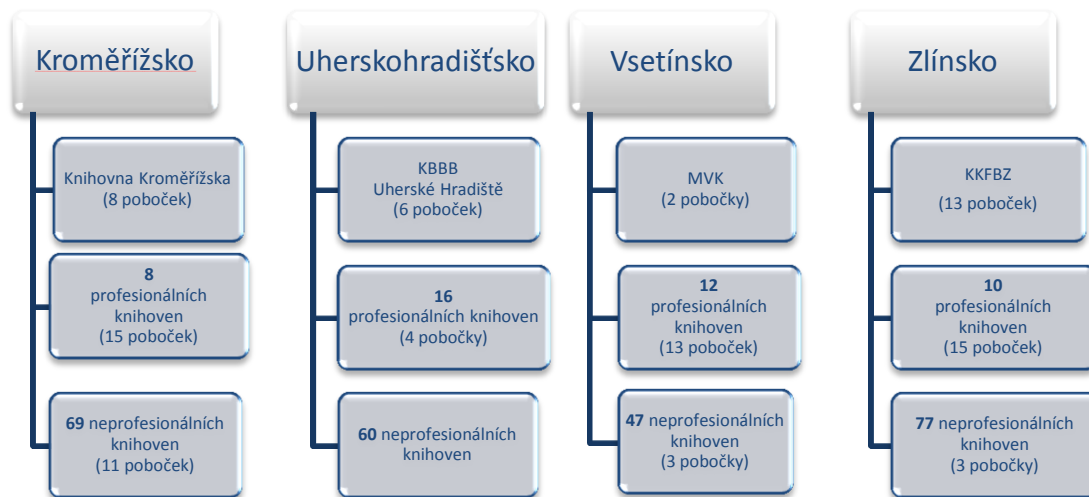 Kroměřížsko
Knihovna Kroměřížska
(8 poboček)
8
profesionálních
knihoven
(15 poboček)
69 neprofesionálních
knihoven
(11 poboček)
Uherskohradišťsko
KBBB
Uherské Hradiště
(6 poboček)
16
profesionálních knihoven
(4 pobočky)
60 neprofesionálních
knihoven
Vsetínsko
MVK
(2 pobočky)
12
profesionálních
knihoven
(13 poboček)
47 neprofesionálních
knihoven
(3 pobočky)
Zlínsko
KKFBZ
(13 poboček)
10
profesionálních
knihoven
(15 poboček)
77 neprofesionálních
knihoven
(3 pobočky)